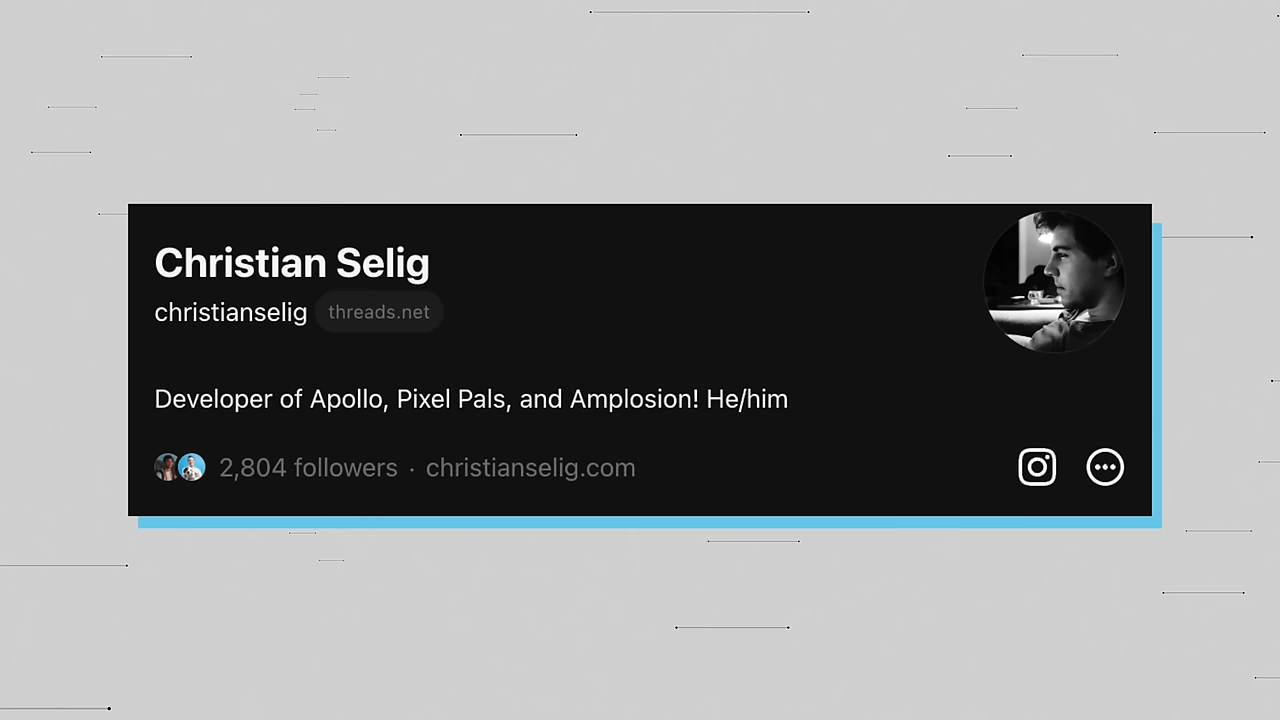 Christian Selig
christianselig threads.net
Developer of Apollo, Pixel Pals, and Amplosion! He/him
2,804 followers · christianselig.com